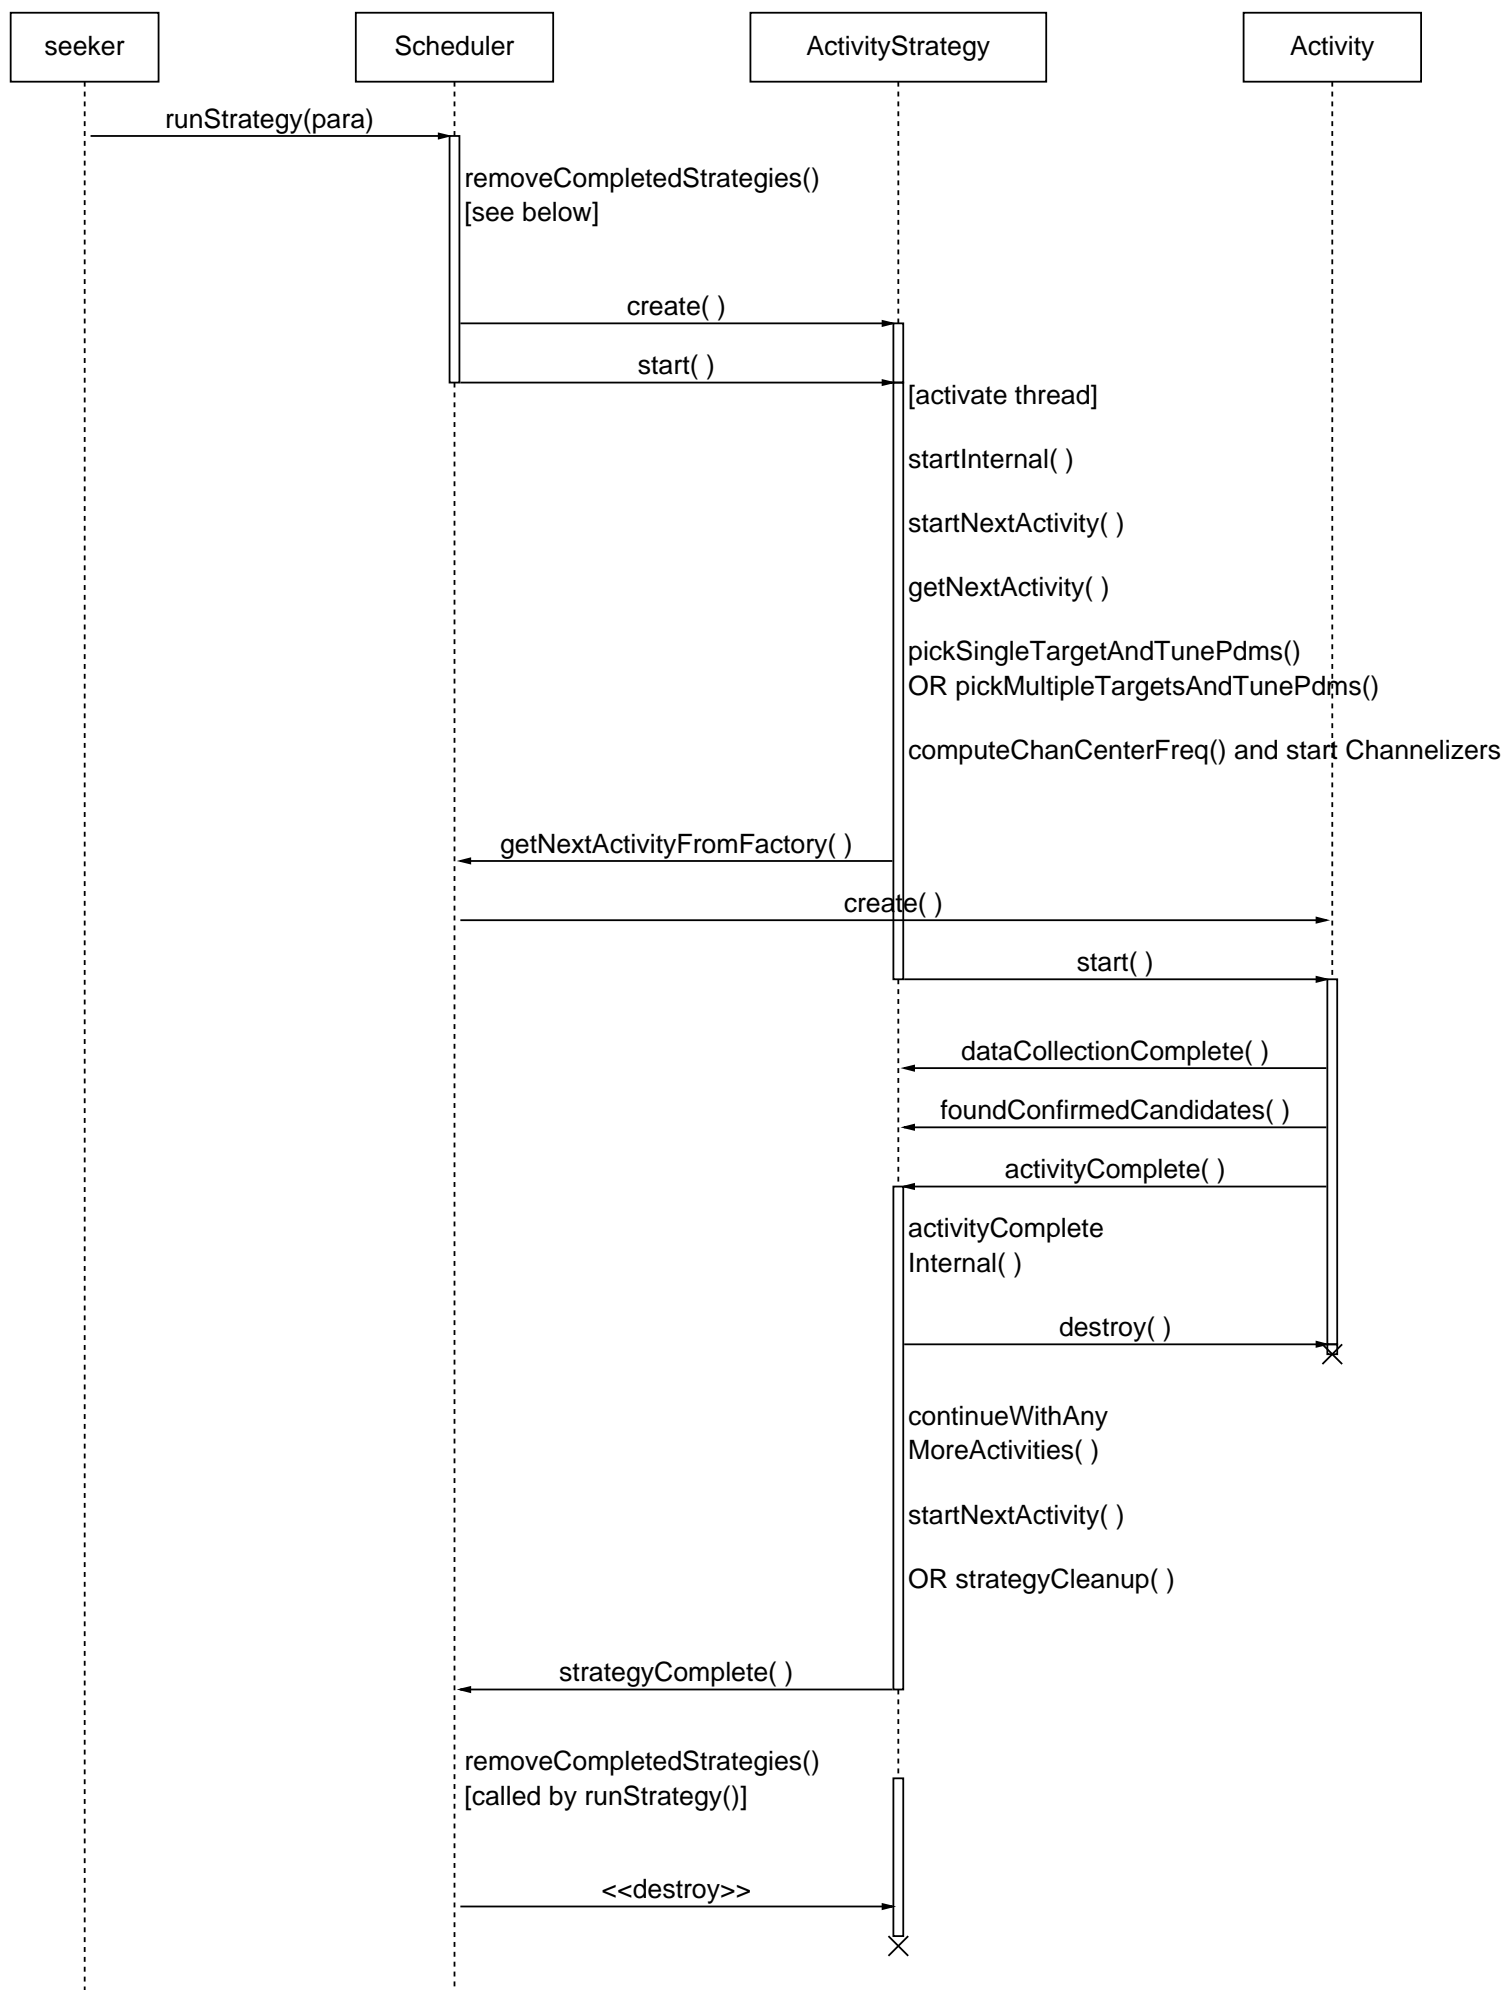 seeker
Scheduler
ActivityStrategy
Activity
runStrategy(para)
removeCompletedStrategies()
[see below]
create( )
start( )
[activate thread]
startInternal( )
startNextActivity( )
getNextActivity( )
pickSingleTargetAndTunePdms()
OR pickMultipleTargetsAndTunePdms()
computeChanCenterFreq() and start Channelizers
getNextActivityFromFactory( )
create( )
start( )
dataCollectionComplete( )
foundConfirmedCandidates( )
activityComplete( )
activityComplete
Internal( )
destroy( )
continueWithAny
MoreActivities( )
startNextActivity( )
OR strategyCleanup( )
strategyComplete( )
removeCompletedStrategies()
[called by runStrategy()]
<<destroy>>